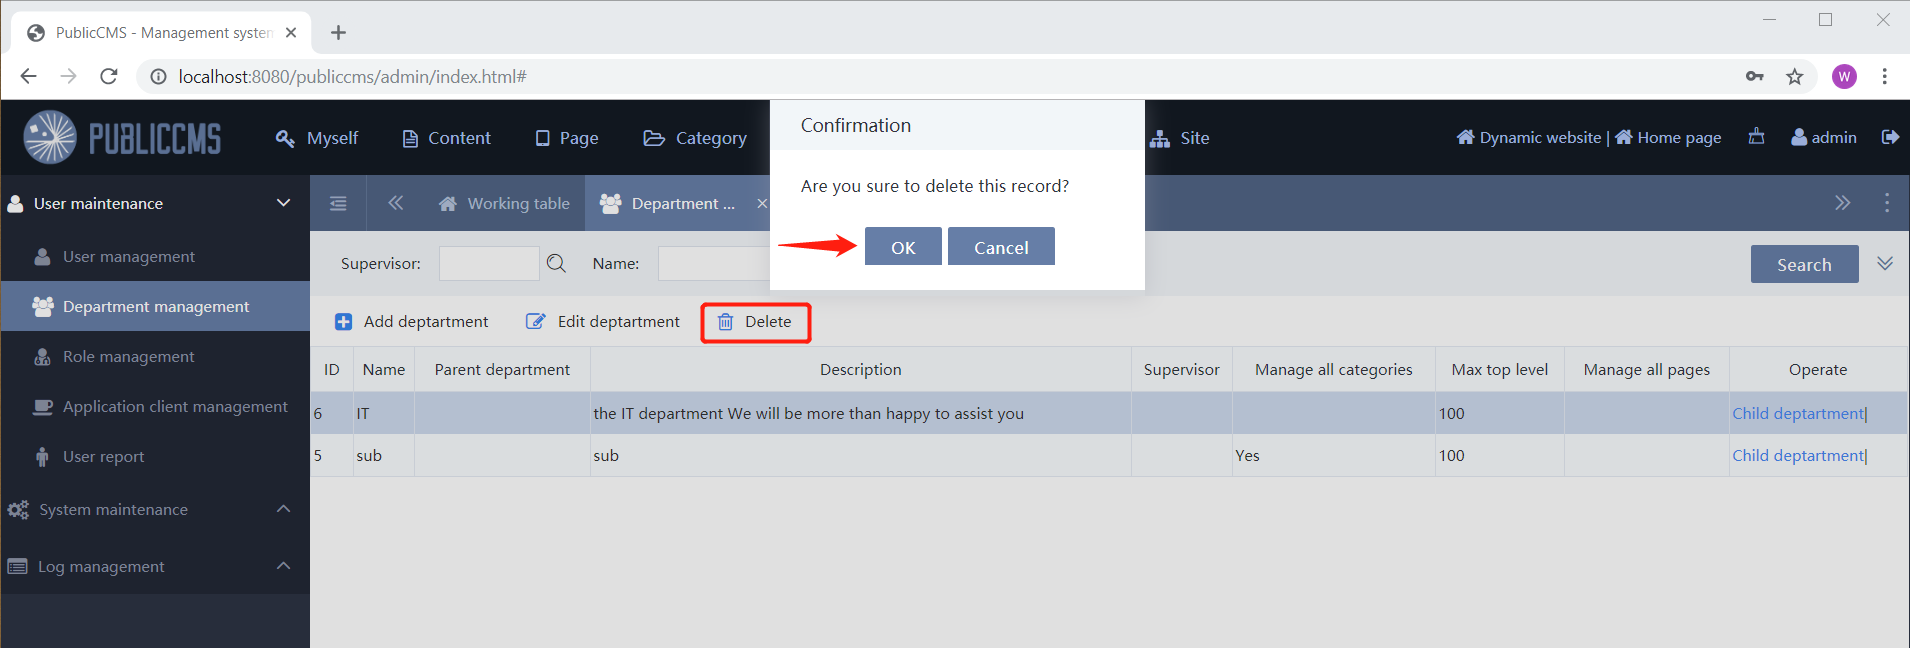 PublicCMS - Management system
localhost:8080/publiccms/admin/index.html#
W
PUBLICCMS
Myself
Content
Page
Category
Site
Dynamic website | Home page
admin
Confirmation
Are you sure to delete this record?
OK
Cancel
User maintenance
User management
Department management
Role management
Application client management
User report
System maintenance
Log management
Working table
Department ...
Supervisor:
Name:
Search
Add deptartment
Edit deptartment
Delete
ID Name Parent department Description Supervisor Manage all categories Max top level Manage all pages Operate
6 IT the IT department We will be more than happy to assist you 100 Child deptartment|
5 sub sub Yes 100 Child deptartment|